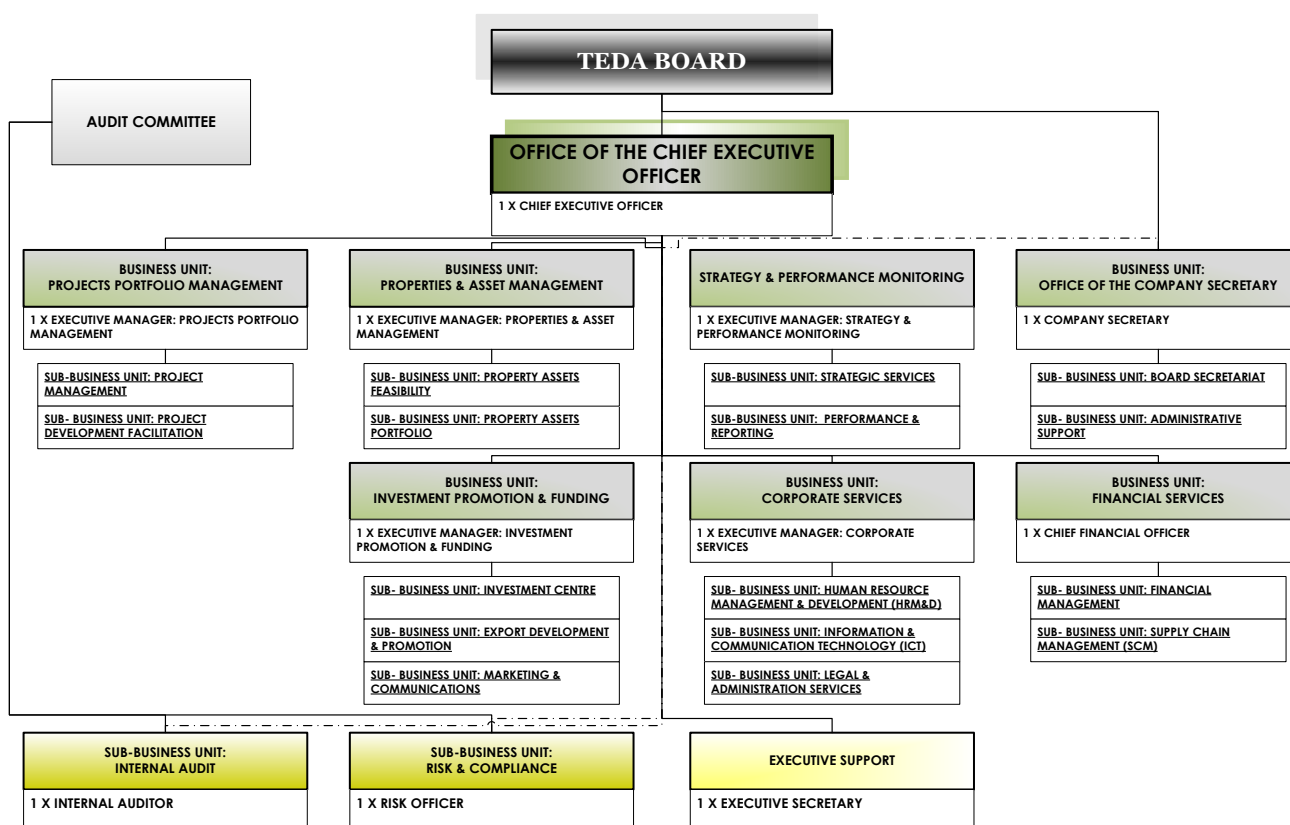 TEDA BOARD
AUDIT COMMITTEE
OFFICE OF THE CHIEF EXECUTIVE
OFFICER
1 X CHIEF EXECUTIVE OFFICER
BUSINESS UNIT:
PROJECTS PORTFOLIO MANAGEMENT
1 X EXECUTIVE MANAGER: PROJECTS PORTFOLIO
MANAGEMENT
SUB-BUSINESS UNIT: PROJECT
MANAGEMENT
SUB- BUSINESS UNIT: PROJECT
DEVELOPMENT FACILITATION
BUSINESS UNIT:
PROPERTIES & ASSET MANAGEMENT
1 X EXECUTIVE MANAGER: PROPERTIES & ASSET
MANAGEMENT
SUB- BUSINESS UNIT: PROPERTY ASSETS
FEASIBILITY
SUB- BUSINESS UNIT: PROPERTY ASSETS
PORTFOLIO
STRATEGY & PERFORMANCE MONITORING
1 X EXECUTIVE MANAGER: STRATEGY &
PERFORMANCE MONITORING
SUB-BUSINESS UNIT: STRATEGIC SERVICES
SUB-BUSINESS UNIT: PERFORMANCE &
REPORTING
BUSINESS UNIT:
OFFICE OF THE COMPANY SECRETARY
1 X COMPANY SECRETARY
SUB- BUSINESS UNIT: BOARD SECRETARIAT
SUB- BUSINESS UNIT: ADMINISTRATIVE
SUPPORT
BUSINESS UNIT:
INVESTMENT PROMOTION & FUNDING
1 X EXECUTIVE MANAGER: INVESTMENT
PROMOTION & FUNDING
SUB- BUSINESS UNIT: INVESTMENT CENTRE
SUB- BUSINESS UNIT: EXPORT DEVELOPMENT
& PROMOTION
SUB- BUSINESS UNIT: MARKETING &
COMMUNICATIONS
BUSINESS UNIT:
CORPORATE SERVICES
1 X EXECUTIVE MANAGER: CORPORATE
SERVICES
SUB- BUSINESS UNIT: HUMAN RESOURCE
MANAGEMENT & DEVELOPMENT (HRM&D)
SUB- BUSINESS UNIT: INFORMATION &
COMMUNICATION TECHNOLOGY (ICT)
SUB- BUSINESS UNIT: LEGAL &
ADMINISTRATION SERVICES
BUSINESS UNIT:
FINANCIAL SERVICES
1 X CHIEF FINANCIAL OFFICER
SUB- BUSINESS UNIT: FINANCIAL
MANAGEMENT
SUB- BUSINESS UNIT: SUPPLY CHAIN
MANAGEMENT (SCM)
SUB-BUSINESS UNIT:
INTERNAL AUDIT
1 X INTERNAL AUDITOR
SUB-BUSINESS UNIT:
RISK & COMPLIANCE
1 X RISK OFFICER
EXECUTIVE SUPPORT
1 X EXECUTIVE SECRETARY